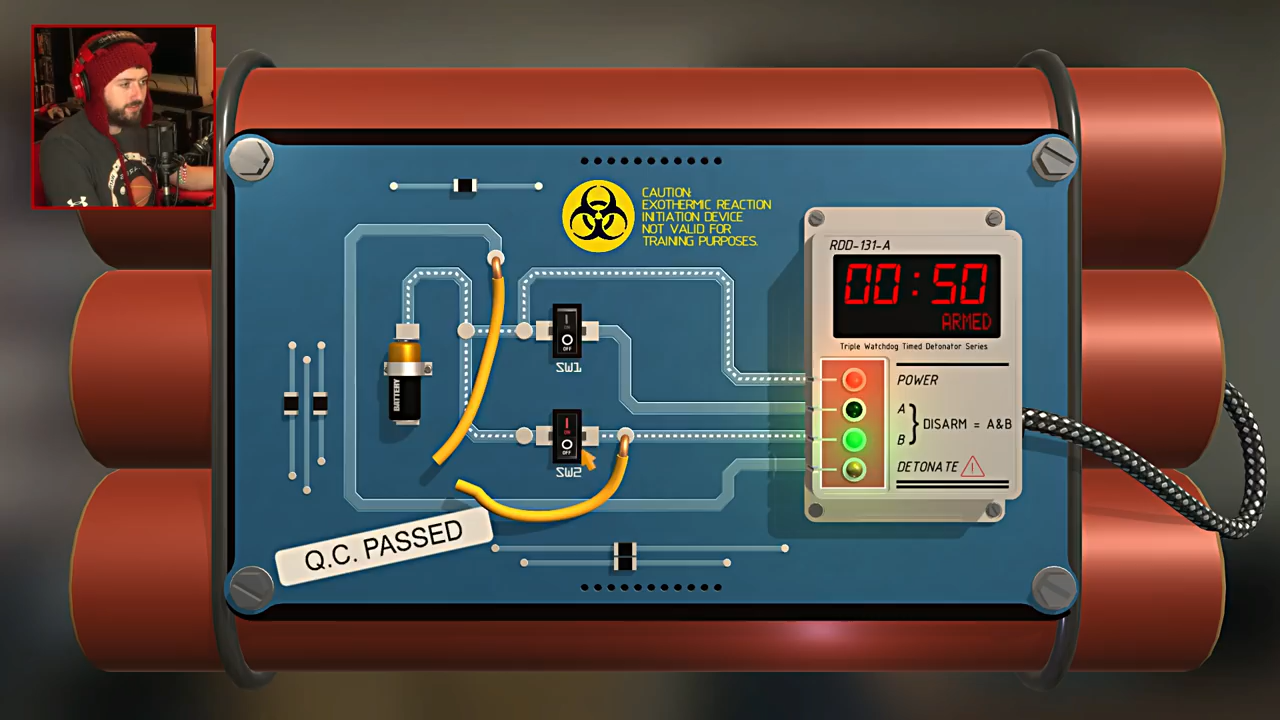 CAUTION:
EXOTHERMIC REACTION
INITIATION DEVICE
NOT VALID FOR
TRAINING PURPOSES.
RDD-131-A
00:50
ARMED
Triple Watchdog Timed Detonator Series
POWER
A
B
DISARM = A&B
DETONATE
ON
OFF
SW1
ON
OFF
SW2
BATTERY
Q.C. PASSED